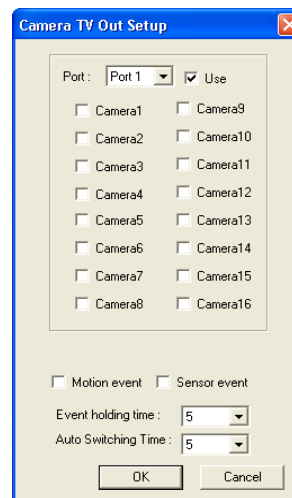 Camera TV Out Setup
Port : Port 1 Use
Camera1 Camera9
Camera2 Camera10
Camera3 Camera11
Camera4 Camera12
Camera5 Camera13
Camera6 Camera14
Camera7 Camera15
Camera8 Camera16
Motion event Sensor event
Event holding time : 5
Auto Switching Time : 5
OK Cancel